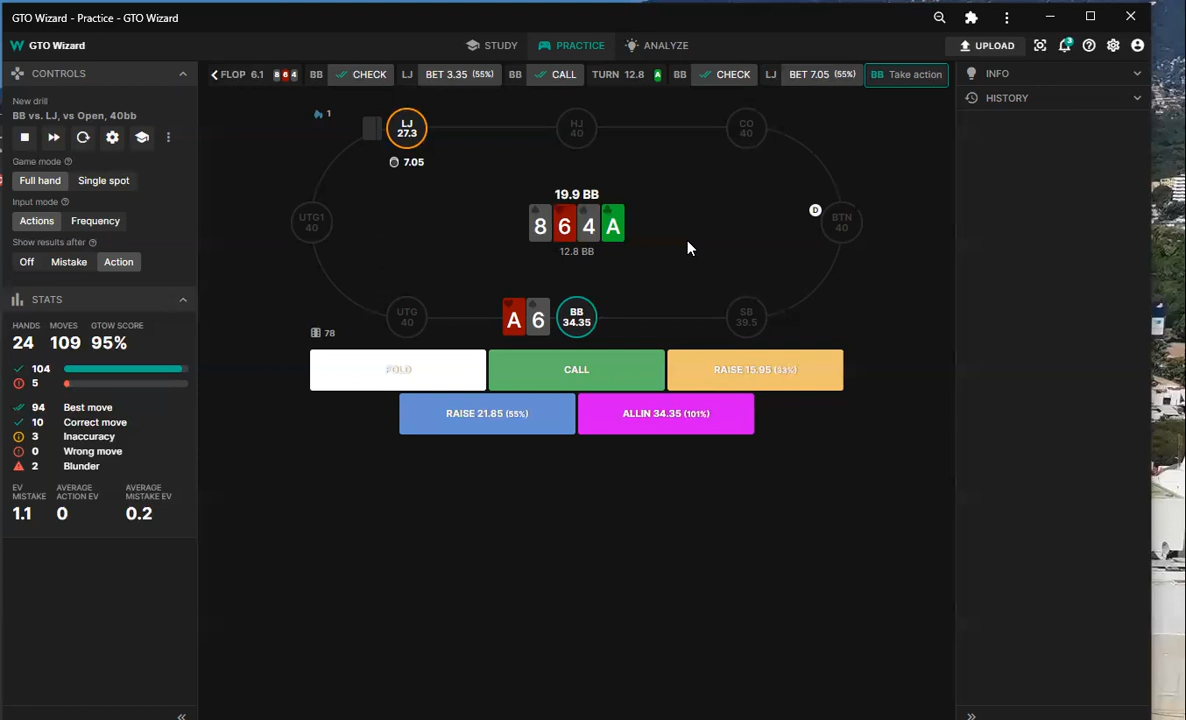 GTO Wizard - Practice - GTO Wizard
GTO Wizard
STUDY
PRACTICE
ANALYZE
UPLOAD
3
CONTROLS
FLOP 6.1 8 6 4
BB CHECK
LJ BET 3.35 (55%)
BB CALL
TURN 12.8 A
BB CHECK
LJ BET 7.05 (55%)
BB Take action
INFO
HISTORY
New drill
BB vs. LJ, vs Open, 40bb
Game mode
Full hand
Single spot
Input mode
Actions
Frequency
Show results after
Off
Mistake
Action
STATS
HANDS
MOVES
GTOW SCORE
24
109
95%
104
5
94 Best move
10 Correct move
3 Inaccuracy
0 Wrong move
2 Blunder
EV MISTAKE
AVERAGE ACTION EV
AVERAGE MISTAKE EV
1.1
0
0.2
1
LJ
27.3
HJ
40
CO
40
7.05
19.9 BB
8 6 4 A
12.8 BB
UTG1
40
D
BTN
40
UTG
40
A 6
BB
34.35
SB
39.5
78
FOLD
CALL
RAISE 15.95 (33%)
RAISE 21.85 (55%)
ALLIN 34.35 (101%)